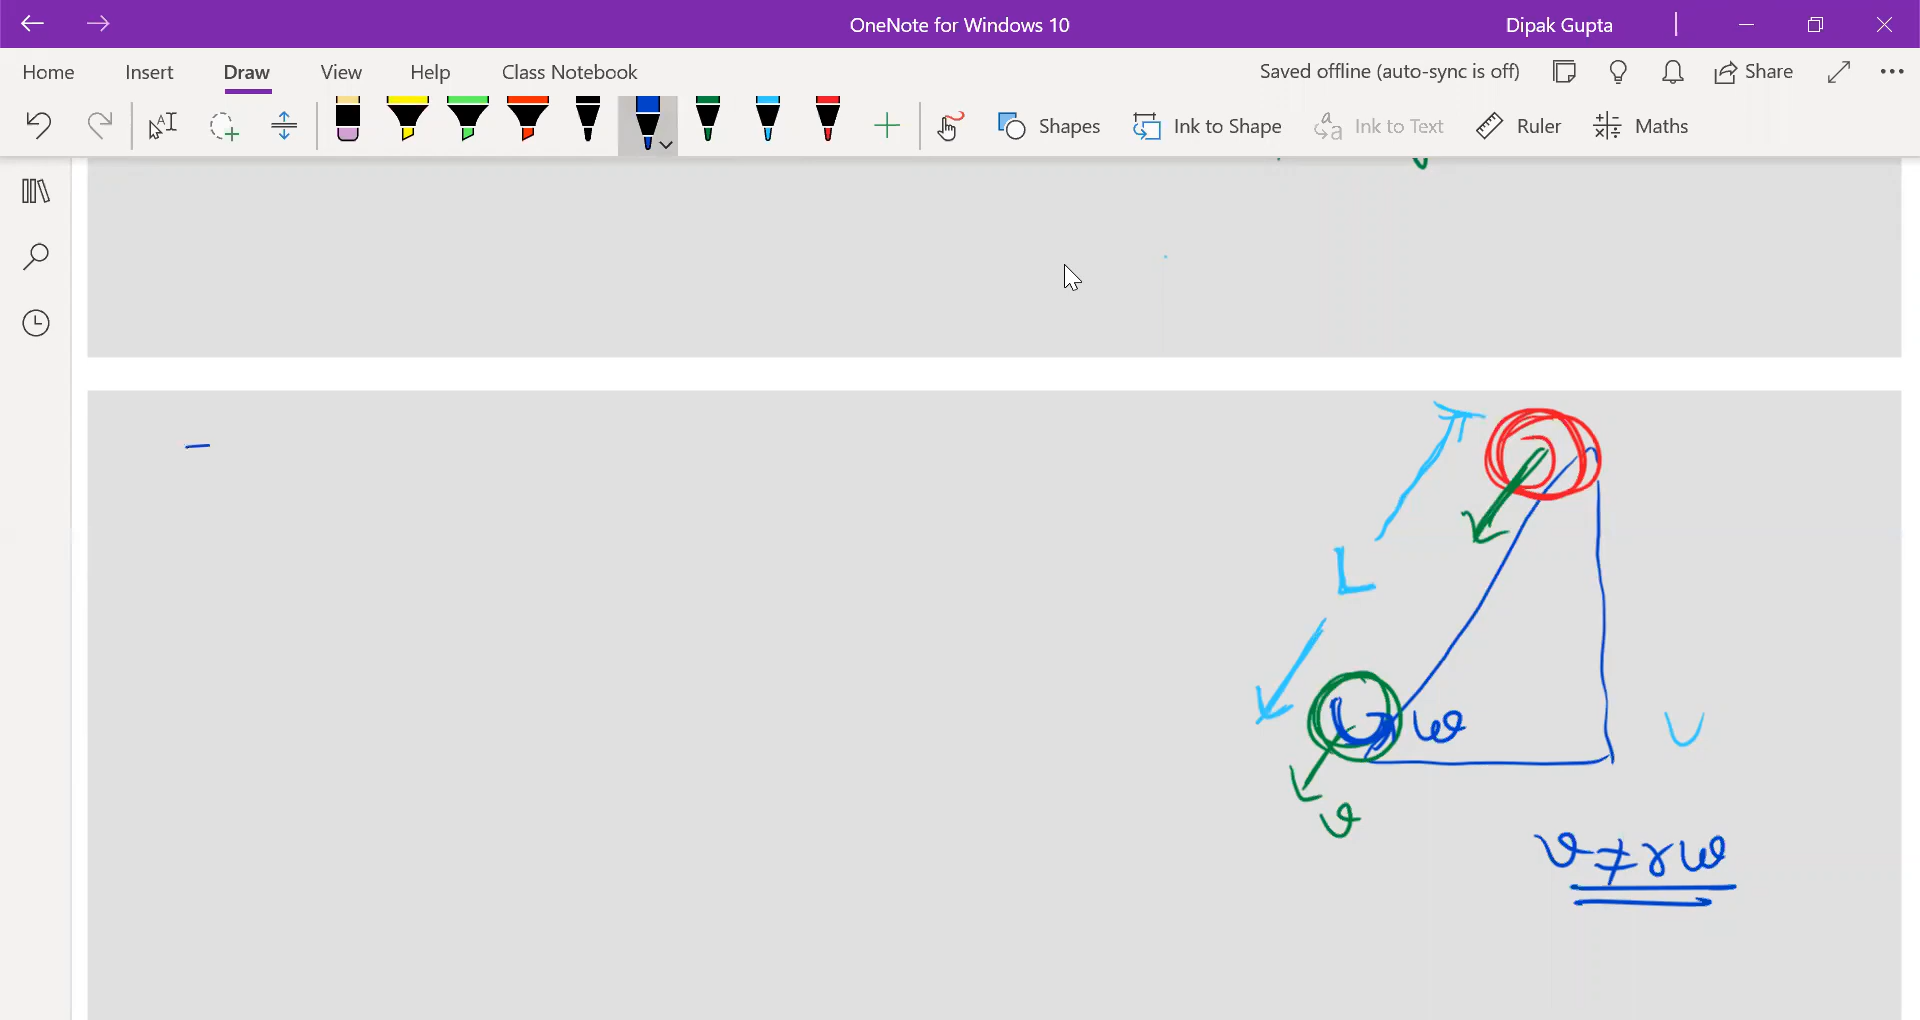 OneNote for Windows 10
Dipak Gupta
Home Insert Draw View Help Class Notebook
Saved offline (auto-sync is off)
Share
Shapes
Ink to Shape
Ink to Text
Ruler
Maths
L
ω
v
v ≠ rω